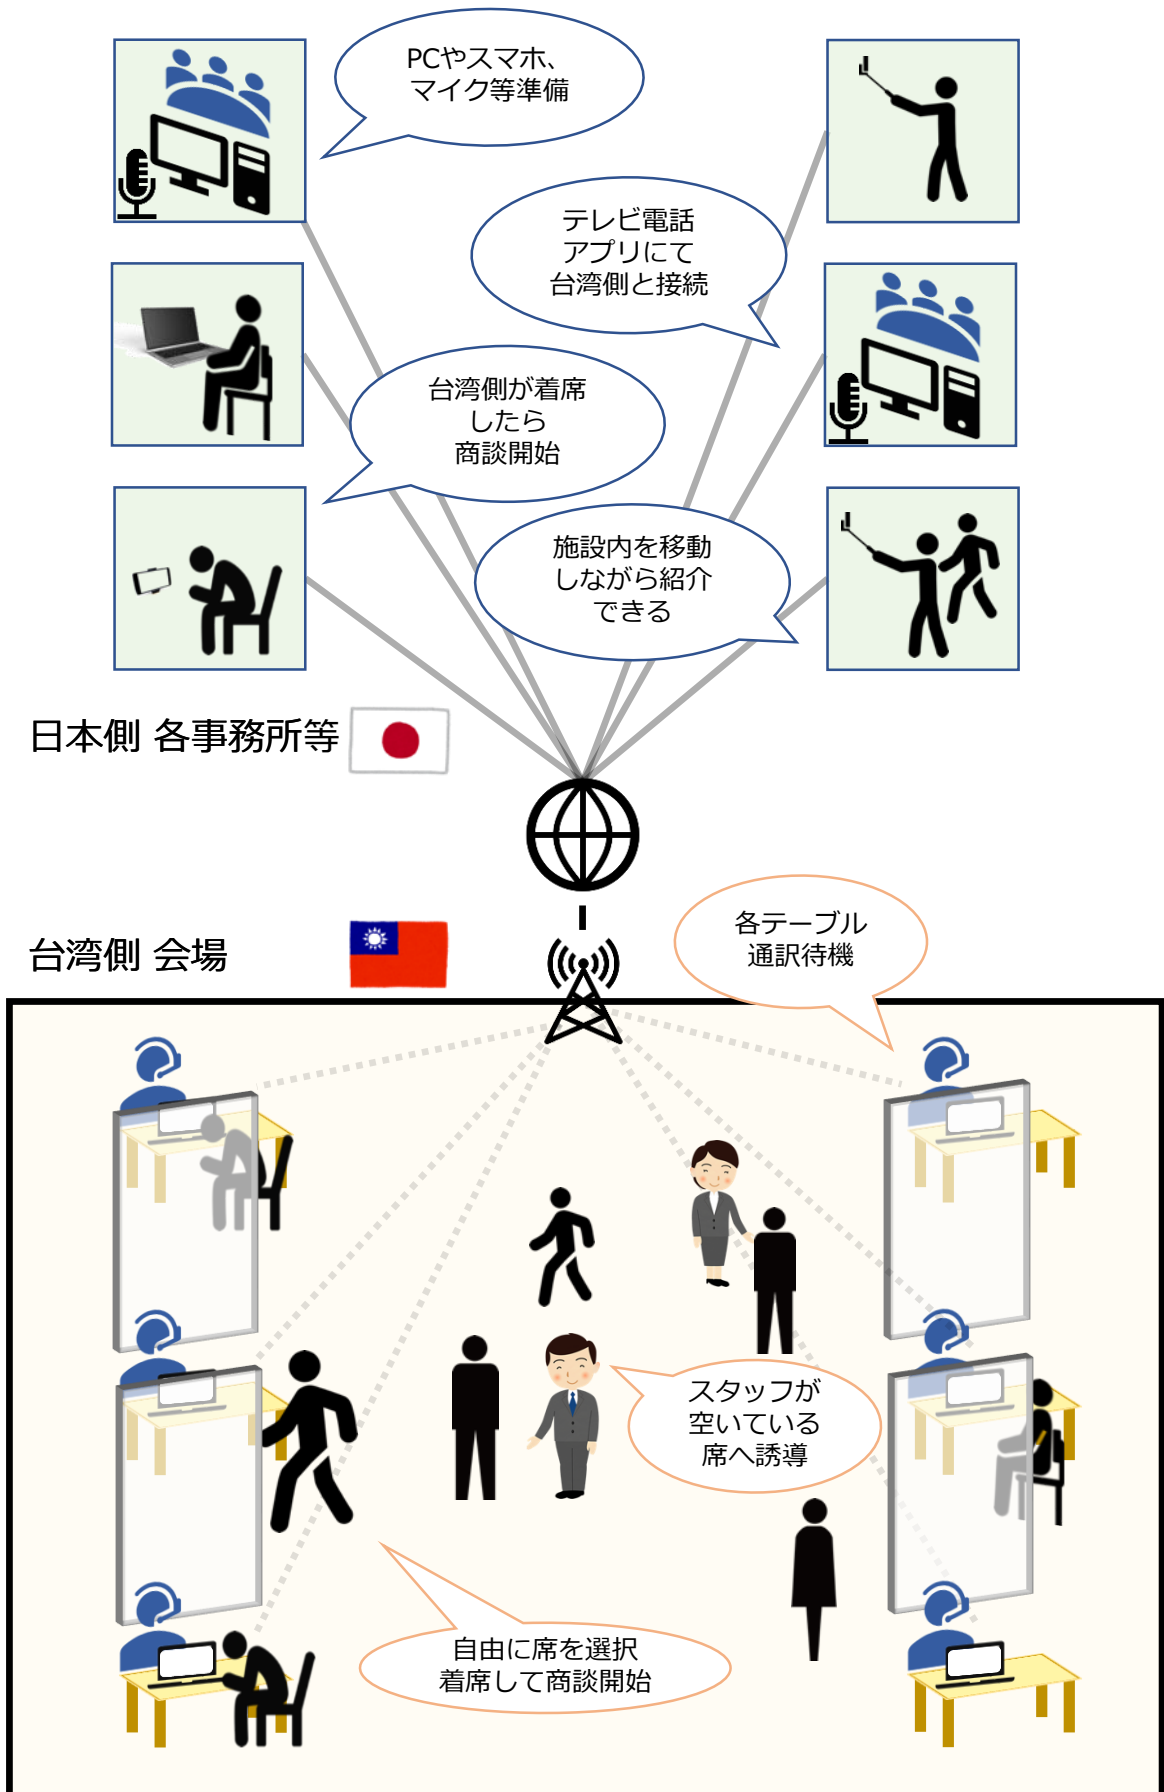 PCやスマホ、
マイク等準備
テレビ電話
アプリにて
台湾側と接続
台湾側が着席
したら
商談開始
施設内を移動
しながら紹介
できる
日本側 各事務所等
台湾側 会場
各テーブル
通訳待機
スタッフが
空いている
席へ誘導
自由に席を選択
着席して商談開始